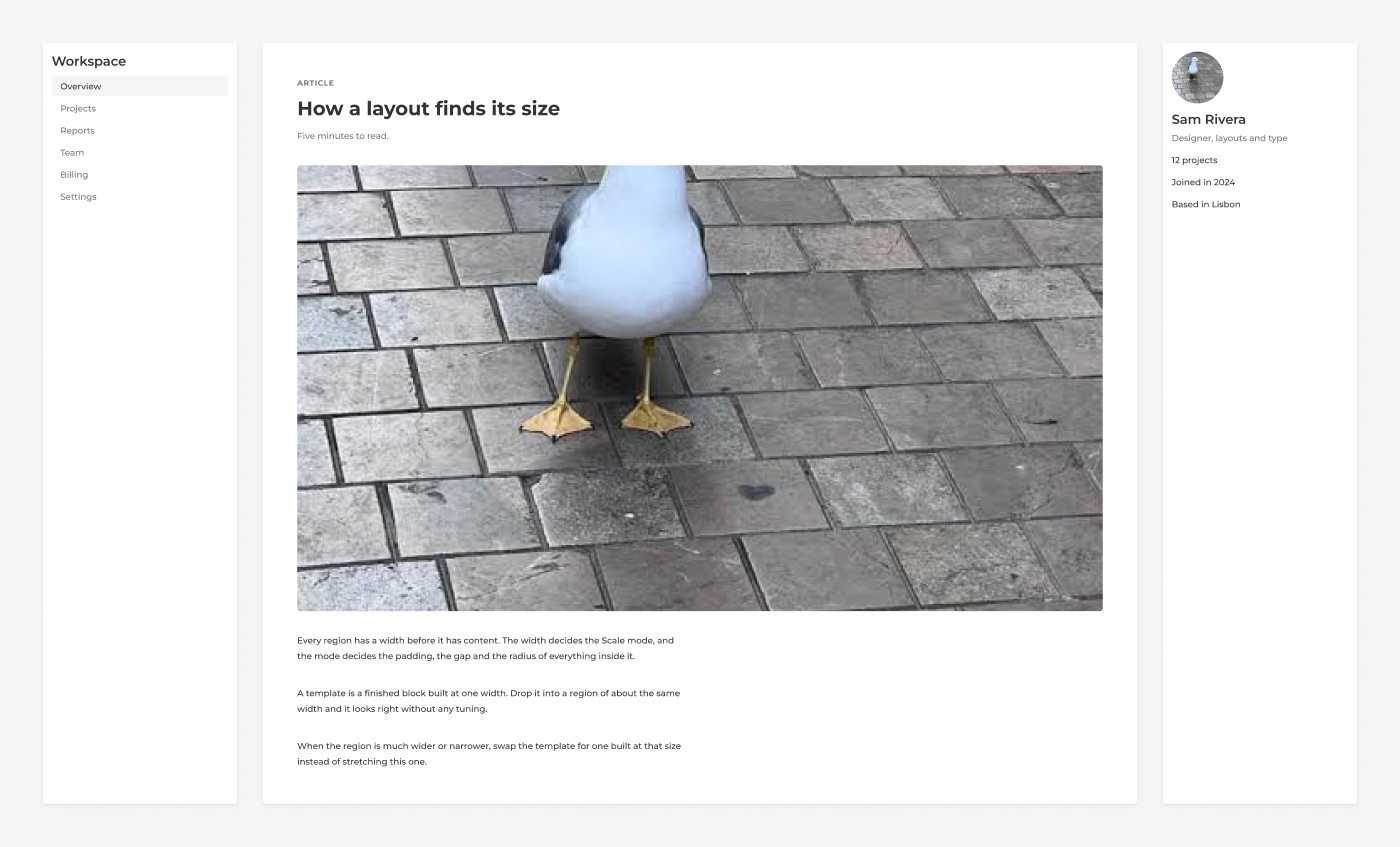 Workspace
Overview
Projects
Reports
Team
Billing
Settings
ARTICLE
How a layout finds its size
Five minutes to read.
Every region has a width before it has content. The width decides the Scale mode, and
the mode decides the padding, the gap and the radius of everything inside it.
A template is a finished block built at one width. Drop it into a region of about the same
width and it looks right without any tuning.
When the region is much wider or narrower, swap the template for one built at that size
instead of stretching this one.
Sam Rivera
Designer, layouts and type
12 projects
Joined in 2024
Based in Lisbon